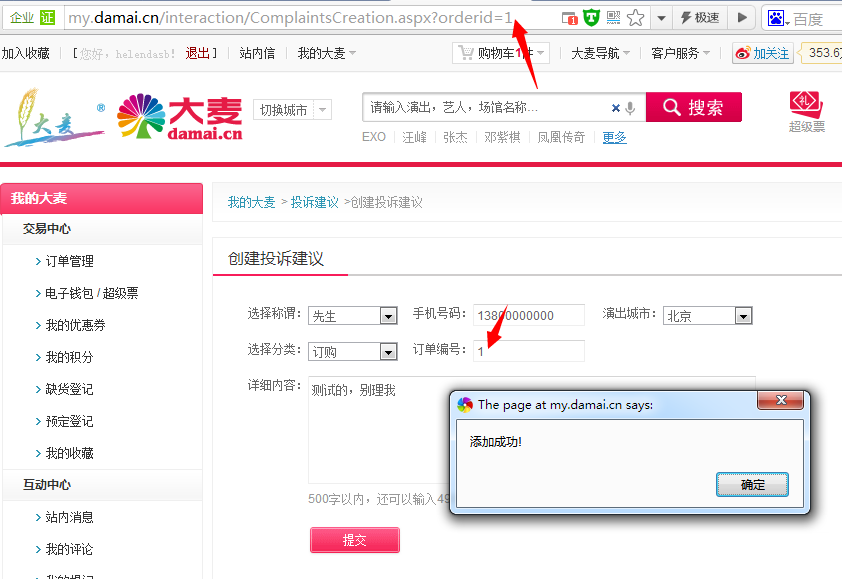 企业 证 my.damai.cn/interaction/ComplaintsCreation.aspx?orderid=1 1 极速 百度
加入收藏 [您好，helendasb! 退出] 站内信 我的大麦 购物车 1件 大麦导航 客户服务 加关注 353.6
大麦 ® 大麦 damai.cn 切换城市 请输入演出，艺人，场馆名称... × 搜索 礼 超级票
EXO 汪峰 张杰 邓紫棋 凤凰传奇 更多
我的大麦
交易中心
订单管理
电子钱包 / 超级票
我的优惠券
我的积分
缺货登记
预定登记
我的收藏
互动中心
站内消息
我的评论
我的大麦 > 投诉建议 >创建投诉建议
创建投诉建议
选择称谓： 先生 手机号码： 13800000000 演出城市： 北京
选择分类： 订购 订单编号： 1
详细内容： 测试的，别理我
500字以内，还可以输入49
提交
The page at my.damai.cn says:
添加成功!
确定